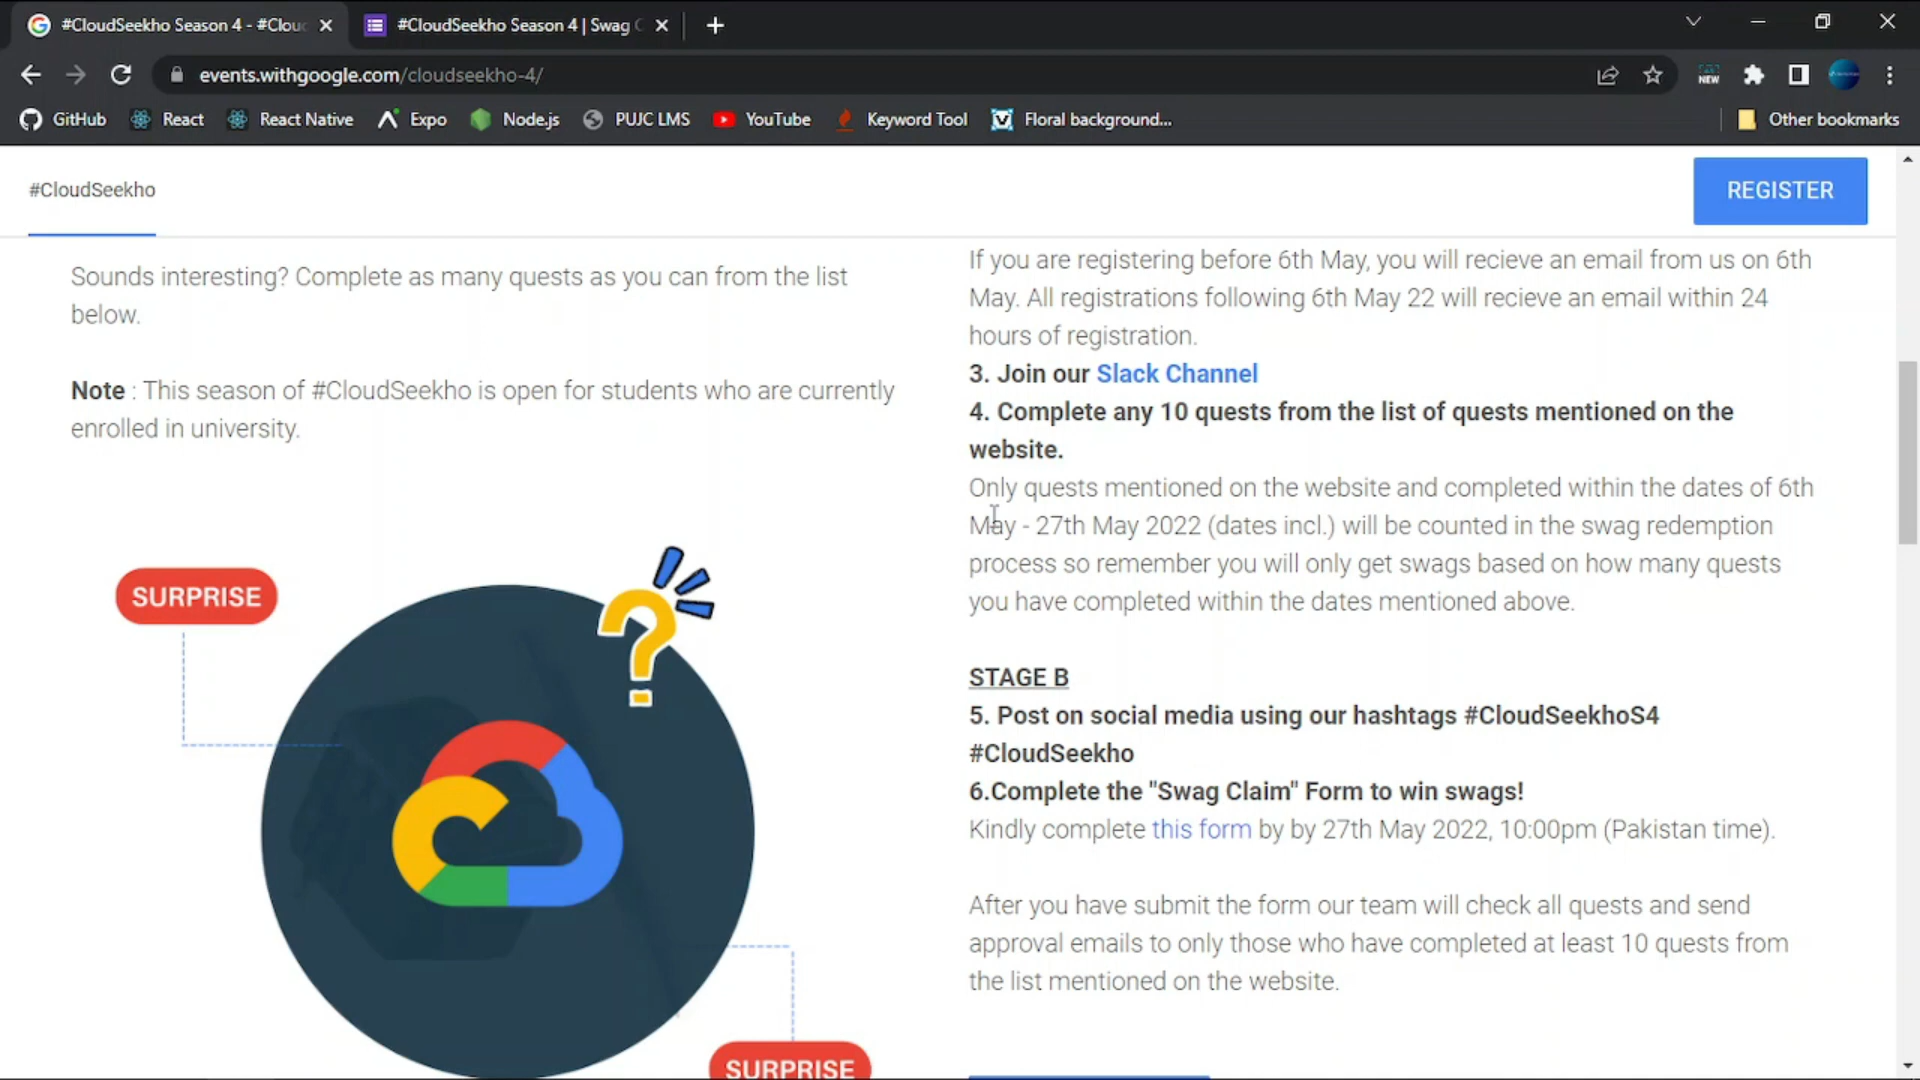 #CloudSeekho Season 4 - #Clou
#CloudSeekho Season 4 | Swag C
events.withgoogle.com/cloudseekho-4/
NEW
GitHub
React
React Native
Expo
Node.js
PUJC LMS
YouTube
Keyword Tool
Floral background...
Other bookmarks
#CloudSeekho
REGISTER
Sounds interesting? Complete as many quests as you can from the list
below.
Note : This season of #CloudSeekho is open for students who are currently
enrolled in university.
SURPRISE
?
SURPRISE
If you are registering before 6th May, you will recieve an email from us on 6th
May. All registrations following 6th May 22 will recieve an email within 24
hours of registration.
3. Join our Slack Channel
4. Complete any 10 quests from the list of quests mentioned on the
website.
Only quests mentioned on the website and completed within the dates of 6th
May - 27th May 2022 (dates incl.) will be counted in the swag redemption
process so remember you will only get swags based on how many quests
you have completed within the dates mentioned above.
STAGE B
5. Post on social media using our hashtags #CloudSeekhoS4
#CloudSeekho
6.Complete the "Swag Claim" Form to win swags!
Kindly complete this form by by 27th May 2022, 10:00pm (Pakistan time).
After you have submit the form our team will check all quests and send
approval emails to only those who have completed at least 10 quests from
the list mentioned on the website.